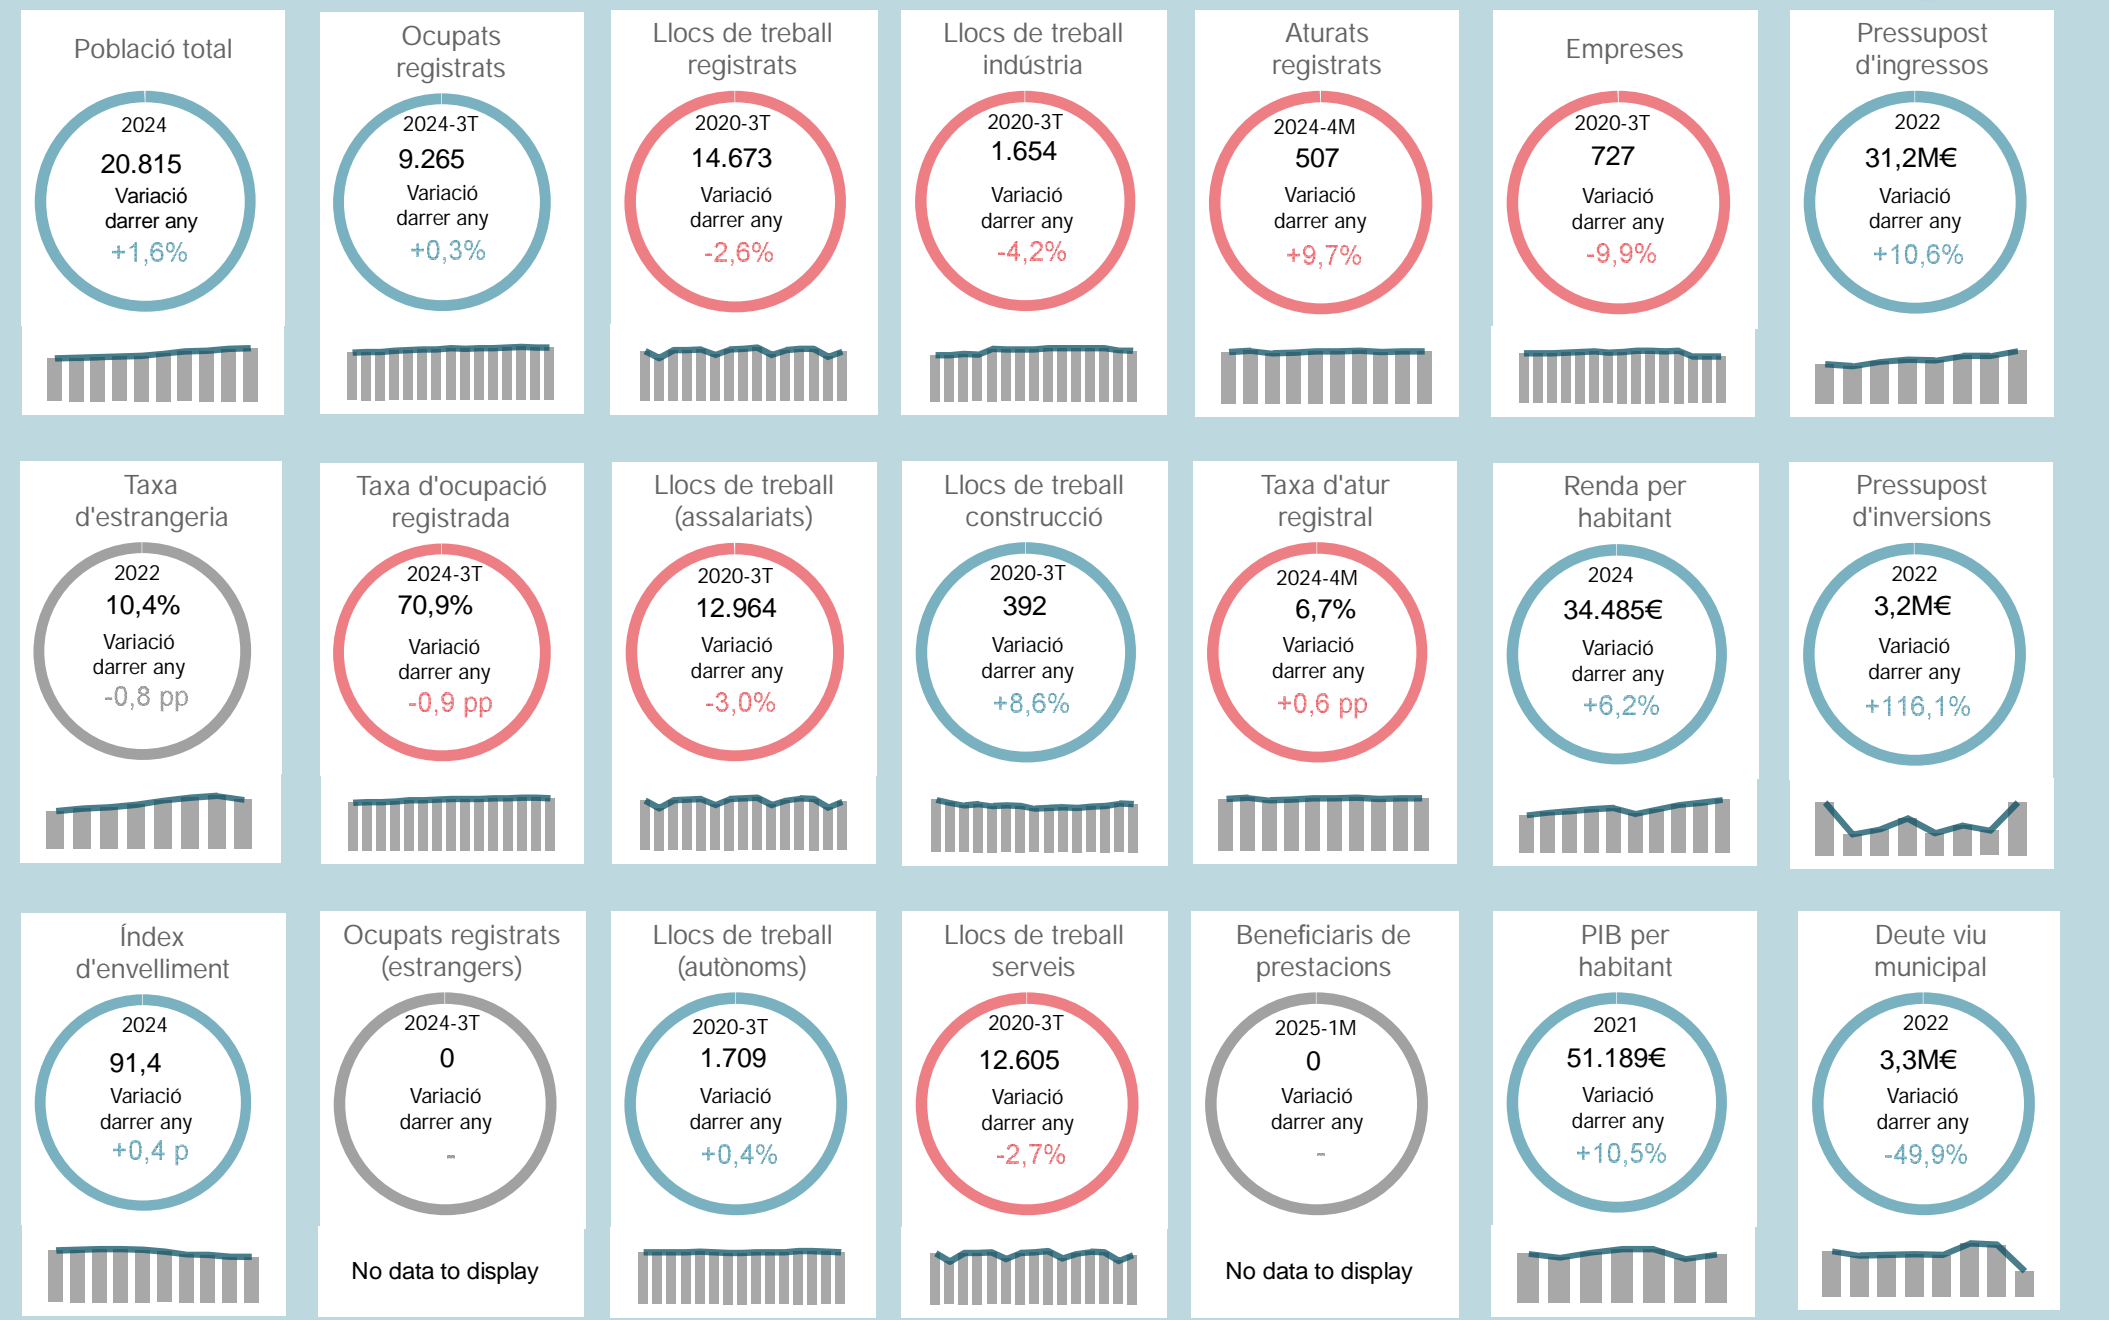 Població total
2024
20.815
Variació
darrer any
+1,6%
Ocupats
registrats
2024-3T
9.265
Variació
darrer any
+0,3%
Llocs de treball
registrats
2020-3T
14.673
Variació
darrer any
-2,6%
Llocs de treball
indústria
2020-3T
1.654
Variació
darrer any
-4,2%
Aturats
registrats
2024-4M
507
Variació
darrer any
+9,7%
Empreses
2020-3T
727
Variació
darrer any
-9,9%
Pressupost
d'ingressos
2022
31,2M€
Variació
darrer any
+10,6%
Taxa
d'estrangeria
2022
10,4%
Variació
darrer any
-0,8 pp
Taxa d'ocupació
registrada
2024-3T
70,9%
Variació
darrer any
-0,9 pp
Llocs de treball
(assalariats)
2020-3T
12.964
Variació
darrer any
-3,0%
Llocs de treball
construcció
2020-3T
392
Variació
darrer any
+8,6%
Taxa d'atur
registral
2024-4M
6,7%
Variació
darrer any
+0,6 pp
Renda per
habitant
2024
34.485€
Variació
darrer any
+6,2%
Pressupost
d'inversions
2022
3,2M€
Variació
darrer any
+116,1%
Índex
d'envelliment
2024
91,4
Variació
darrer any
+0,4 p
Ocupats registrats
(estrangers)
2024-3T
0
Variació
darrer any
-
No data to display
Llocs de treball
(autònoms)
2020-3T
1.709
Variació
darrer any
+0,4%
Llocs de treball
serveis
2020-3T
12.605
Variació
darrer any
-2,7%
Beneficiaris de
prestacions
2025-1M
0
Variació
darrer any
-
No data to display
PIB per
habitant
2021
51.189€
Variació
darrer any
+10,5%
Deute viu
municipal
2022
3,3M€
Variació
darrer any
-49,9%